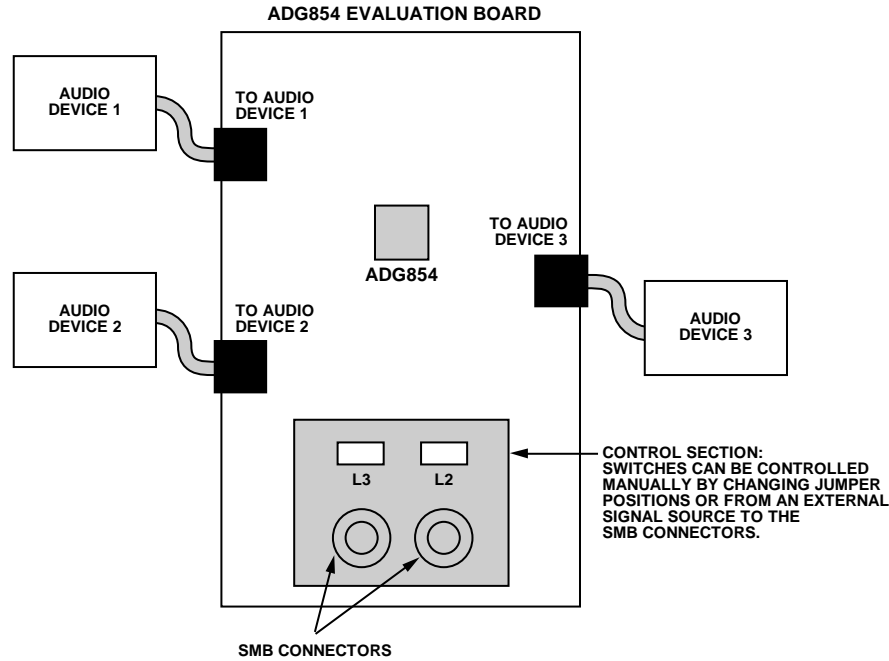 ADG854 EVALUATION BOARD
AUDIO
DEVICE 1
TO AUDIO
DEVICE 1
TO AUDIO
DEVICE 3
ADG854
AUDIO
DEVICE 2
TO AUDIO
DEVICE 2
AUDIO
DEVICE 3
L3
L2
CONTROL SECTION:
SWITCHES CAN BE CONTROLLED
MANUALLY BY CHANGING JUMPER
POSITIONS OR FROM AN EXTERNAL
SIGNAL SOURCE TO THE
SMB CONNECTORS.
SMB CONNECTORS